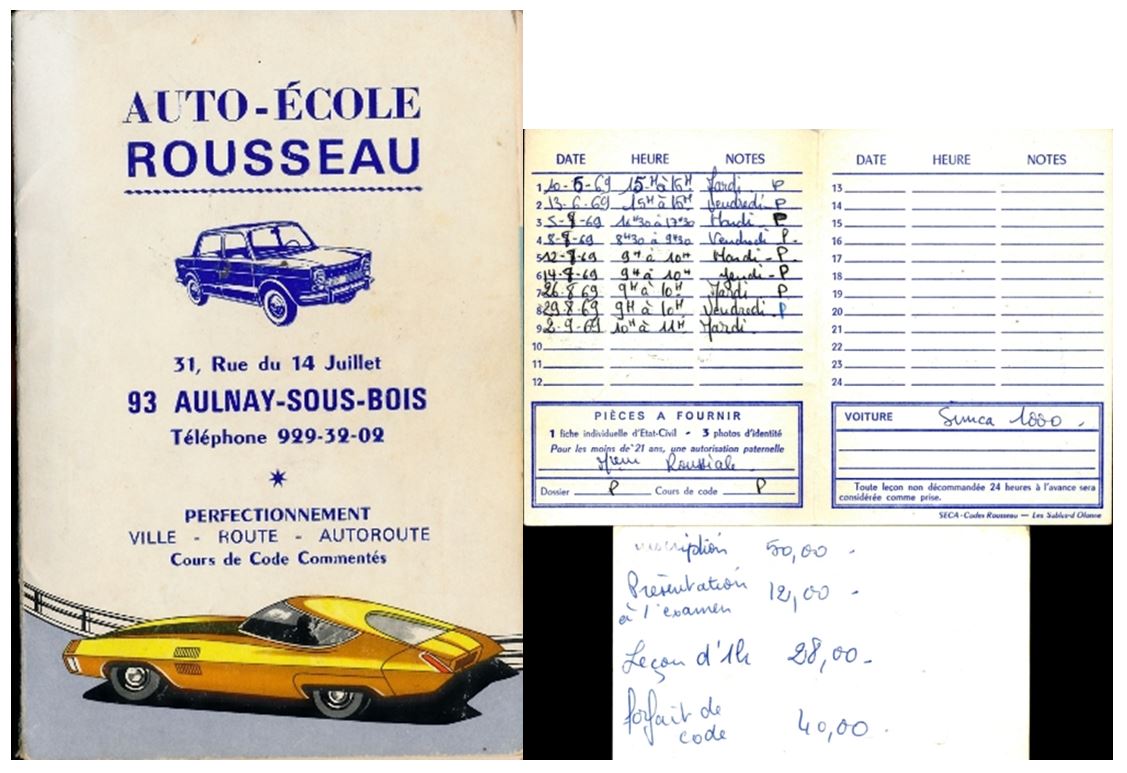 AUTO-ÉCOLE
ROUSSEAU
31, Rue du 14 Juillet
93 AULNAY-SOUS-BOIS
Téléphone 929-32-02
PERFECTIONNEMENT
VILLE - ROUTE - AUTOROUTE
Cours de Code Commentés
DATE HEURE NOTES
1 10-6-69 15H à 16H Mardi P
2 13-6-69 15H à 16H Vendredi P
3 5-8-69 16H30 à 17H30 Mardi P
4 8-8-69 8H30 à 9H30 Vendredi P.
5 12-8-69 9H à 10H Mardi - P
6 14-8-69 9H à 10H Jeudi - P
7 26.8.69 9H à 10H Mardi P
8 29.8.69 9H à 10H Vendredi P
9 2-9-69 10H à 11H Mardi.
10
11
12
PIÈCES A FOURNIR
1 fiche individuelle d'Etat-Civil - 3 photos d'identité
Pour les moins de 21 ans, une autorisation paternelle
Dossier P Cours de code P
DATE HEURE NOTES
13
14
15
16
17
18
19
20
21
22
23
24
VOITURE Simca 1000.
Toute leçon non décommandée 24 heures à l'avance sera
considérée comme prise.
SECA-Codes Rousseau — Les Sables-d Olonne
inscription 50,00 -
Présentation 12,00 -
à l'examen
Leçon d'1h 28,00 -
forfait de
code 40,00 -